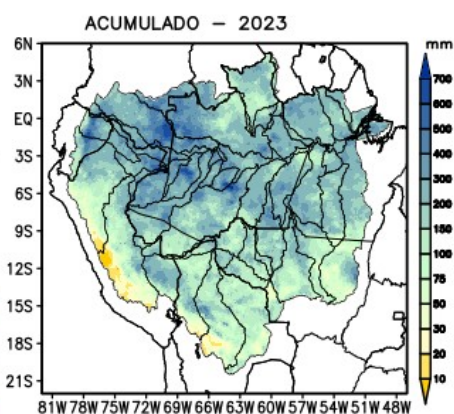 ACUMULADO – 2023
6N
3N
EQ
3S
6S
9S
12S
15S
18S
21S
81W 78W 75W 72W 69W 66W 63W 60W 57W 54W 51W 48W
mm
700
600
500
400
300
200
150
100
75
50
30
20
10